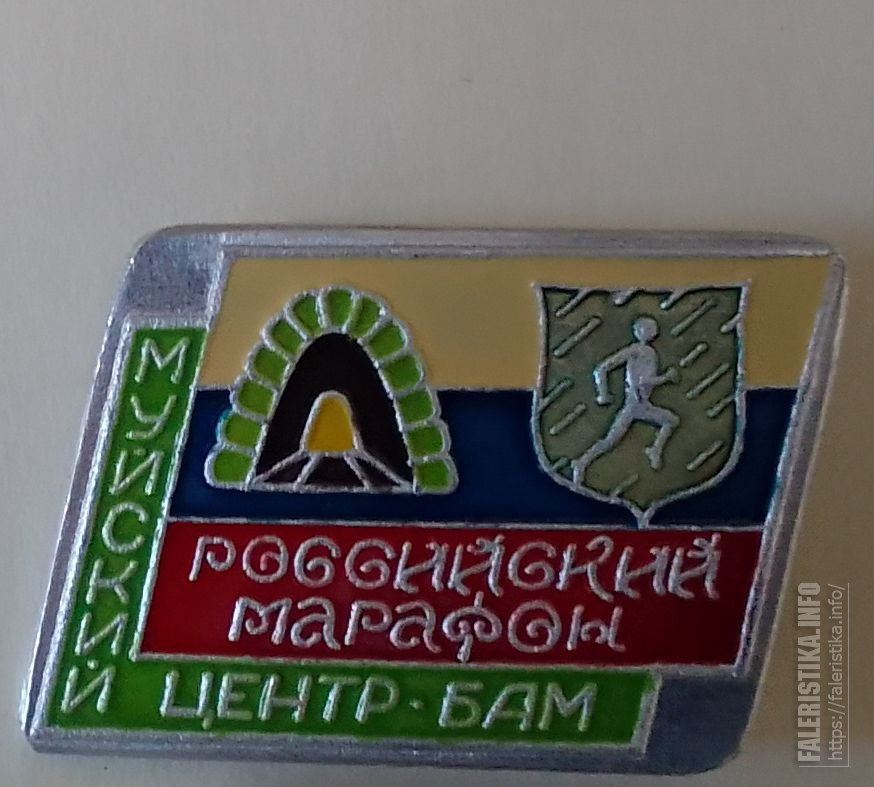 МУЙСКИЙ
РОССИЙСКИЙ
МАРАФОН
ЦЕНТР·БАМ
FALERISTIKA.INFO
https://faleristika.info/